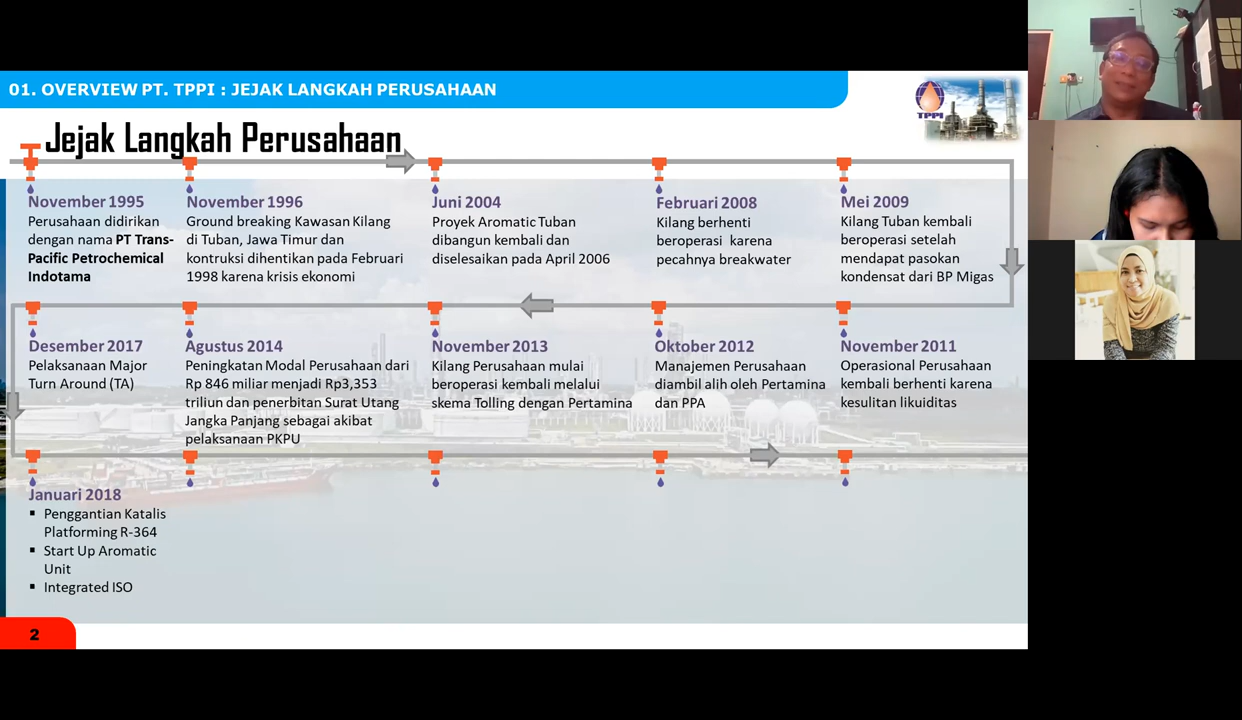 01. OVERVIEW PT. TPPI : JEJAK LANGKAH PERUSAHAAN
TPPI
Jejak Langkah Perusahaan
November 1995
Perusahaan didirikan
dengan nama PT Trans-
Pacific Petrochemical
Indotama
November 1996
Ground breaking Kawasan Kilang
di Tuban, Jawa Timur dan
kontruksi dihentikan pada Februari
1998 karena krisis ekonomi
Juni 2004
Proyek Aromatic Tuban
dibangun kembali dan
diselesaikan pada April 2006
Februari 2008
Kilang berhenti
beroperasi karena
pecahnya breakwater
Mei 2009
Kilang Tuban kembali
beroperasi setelah
mendapat pasokan
kondensat dari BP Migas
Desember 2017
Pelaksanaan Major
Turn Around (TA)
Agustus 2014
Peningkatan Modal Perusahaan dari
Rp 846 miliar menjadi Rp3,353
triliun dan penerbitan Surat Utang
Jangka Panjang sebagai akibat
pelaksanaan PKPU
November 2013
Kilang Perusahaan mulai
beroperasi kembali melalui
skema Tolling dengan Pertamina
Oktober 2012
Manajemen Perusahaan
diambil alih oleh Pertamina
dan PPA
November 2011
Operasional Perusahaan
kembali berhenti karena
kesulitan likuiditas
Januari 2018
▪ Penggantian Katalis
Platforming R-364
▪ Start Up Aromatic
Unit
▪ Integrated ISO
2